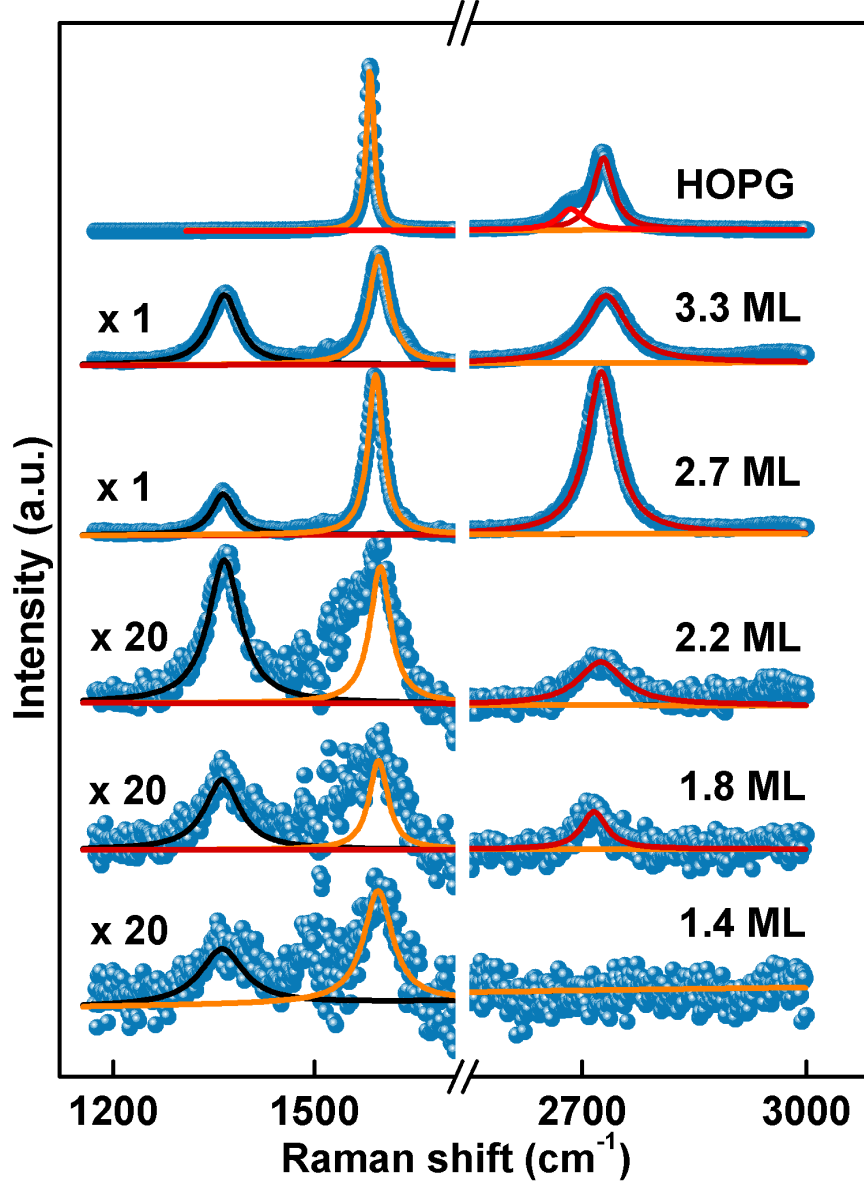 HOPG
x 1 3.3 ML
x 1 2.7 ML
x 20 2.2 ML
x 20 1.8 ML
x 20 1.4 ML
Intensity (a.u.)
1200 1500 2700 3000
Raman shift (cm⁻¹)